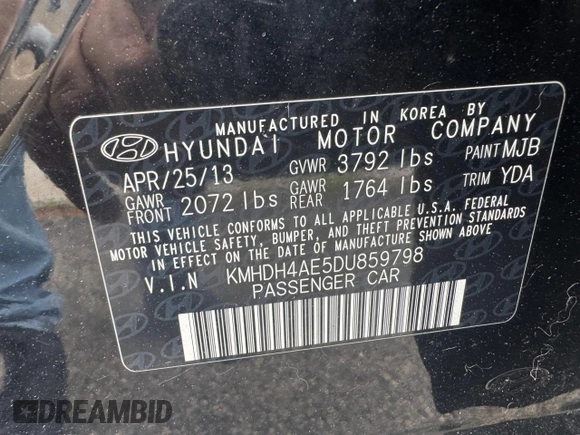 MANUFACTURED IN KOREA BY
HYUNDAI MOTOR COMPANY
APR/25/13 GVWR 3792 lbs PAINT MJB
GAWR FRONT 2072 lbs GAWR REAR 1764 lbs TRIM YDA
THIS VEHICLE CONFORMS TO ALL APPLICABLE U.S.A. FEDERAL
MOTOR VEHICLE SAFETY, BUMPER, AND THEFT PREVENTION STANDARDS
IN EFFECT ON THE DATE OF MANUFACTURE SHOWN ABOVE
V.I.N KMHDH4AE5DU859798
PASSENGER CAR
DREAMBID